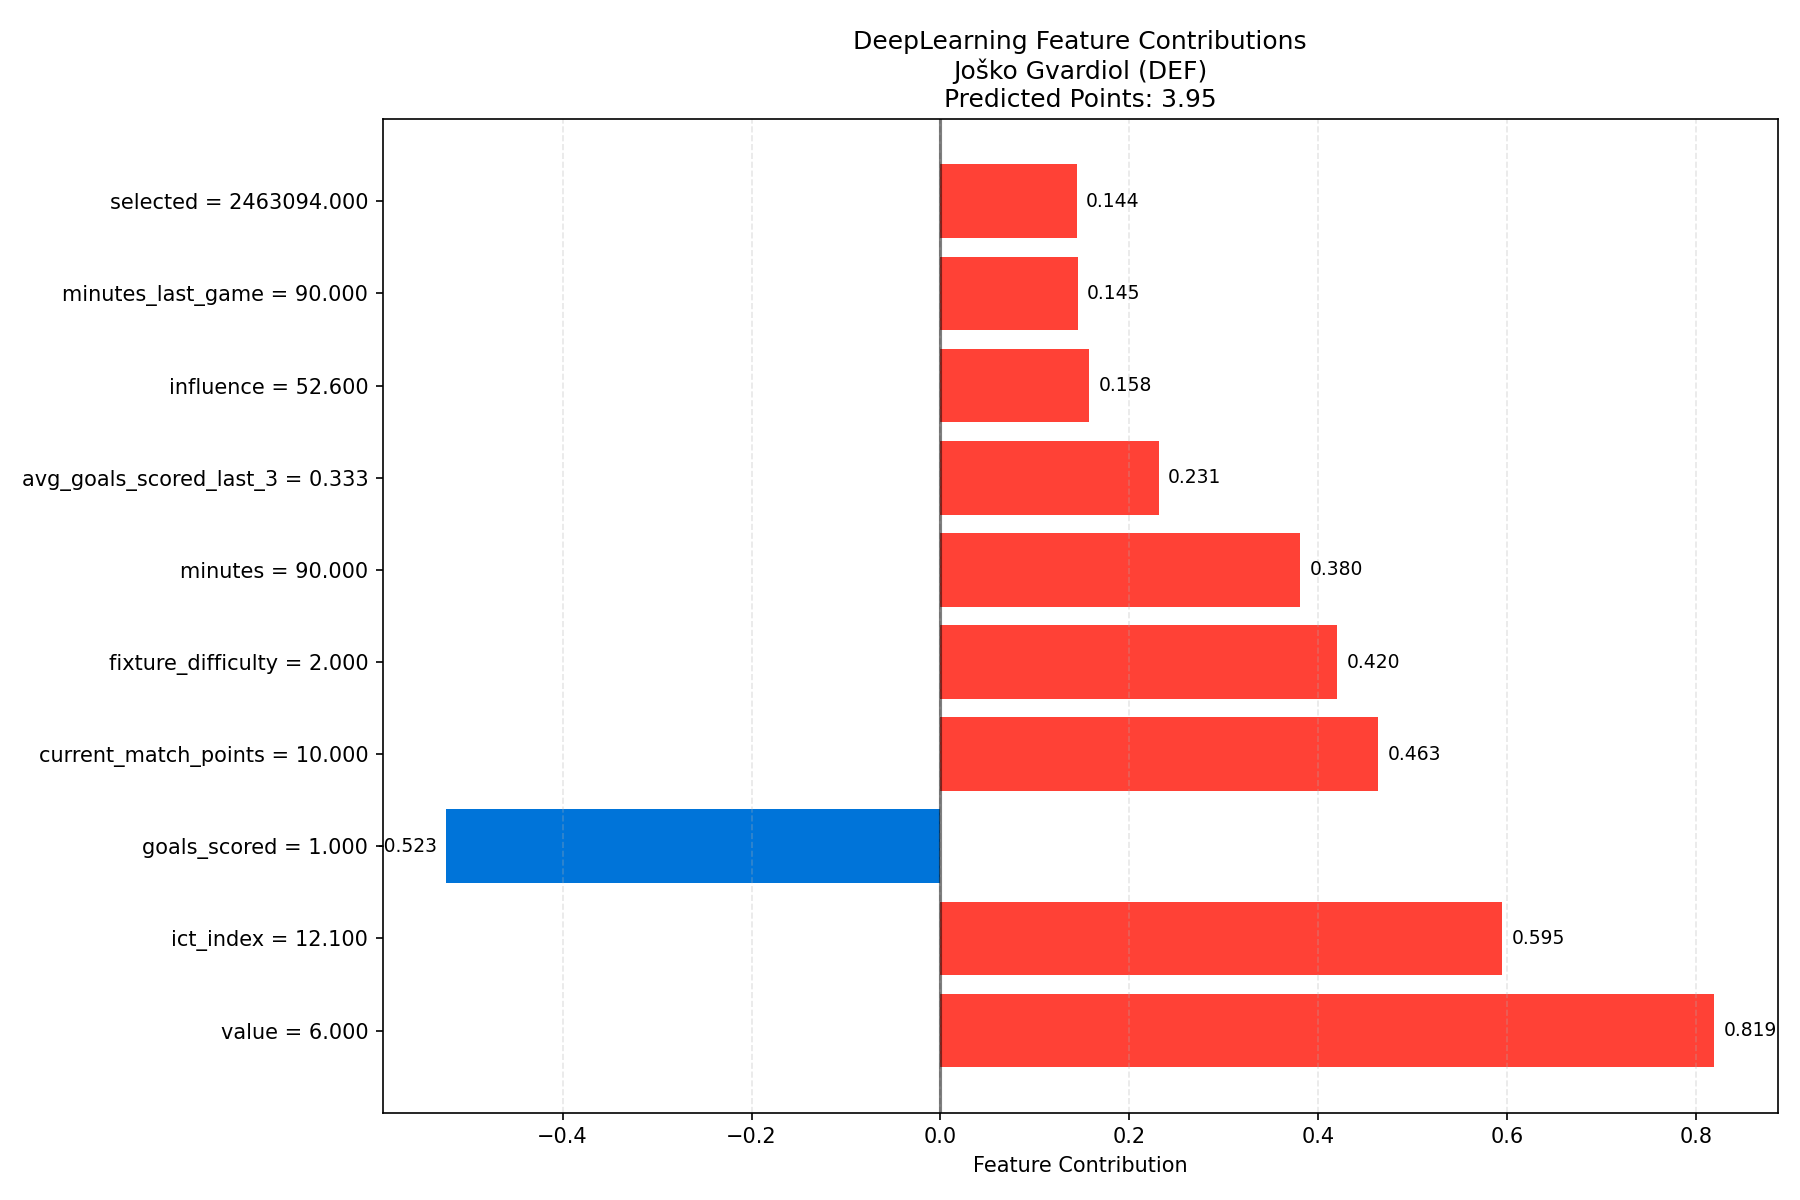 DeepLearning Feature Contributions
Joško Gvardiol (DEF)
Predicted Points: 3.95
selected = 2463094.000
0.144
minutes_last_game = 90.000
0.145
influence = 52.600
0.158
avg_goals_scored_last_3 = 0.333
0.231
minutes = 90.000
0.380
fixture_difficulty = 2.000
0.420
current_match_points = 10.000
0.463
goals_scored = 1.000
0.523
ict_index = 12.100
0.595
value = 6.000
0.819
−0.4 −0.2 0.0 0.2 0.4 0.6 0.8
Feature Contribution